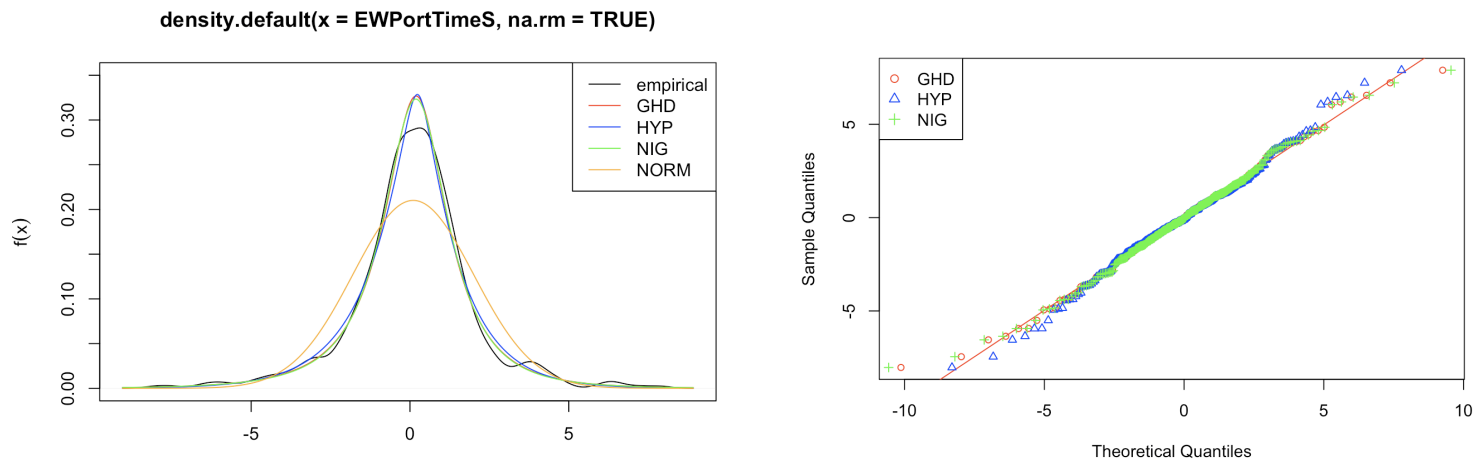 density.default(x = EWPortTimeS, na.rm = TRUE)
f(x)
0.00
0.10
0.20
0.30
-5
0
5
empirical
GHD
HYP
NIG
NORM
GHD
HYP
NIG
Sample Quantiles
5
0
-5
-10
-5
0
5
10
Theoretical Quantiles